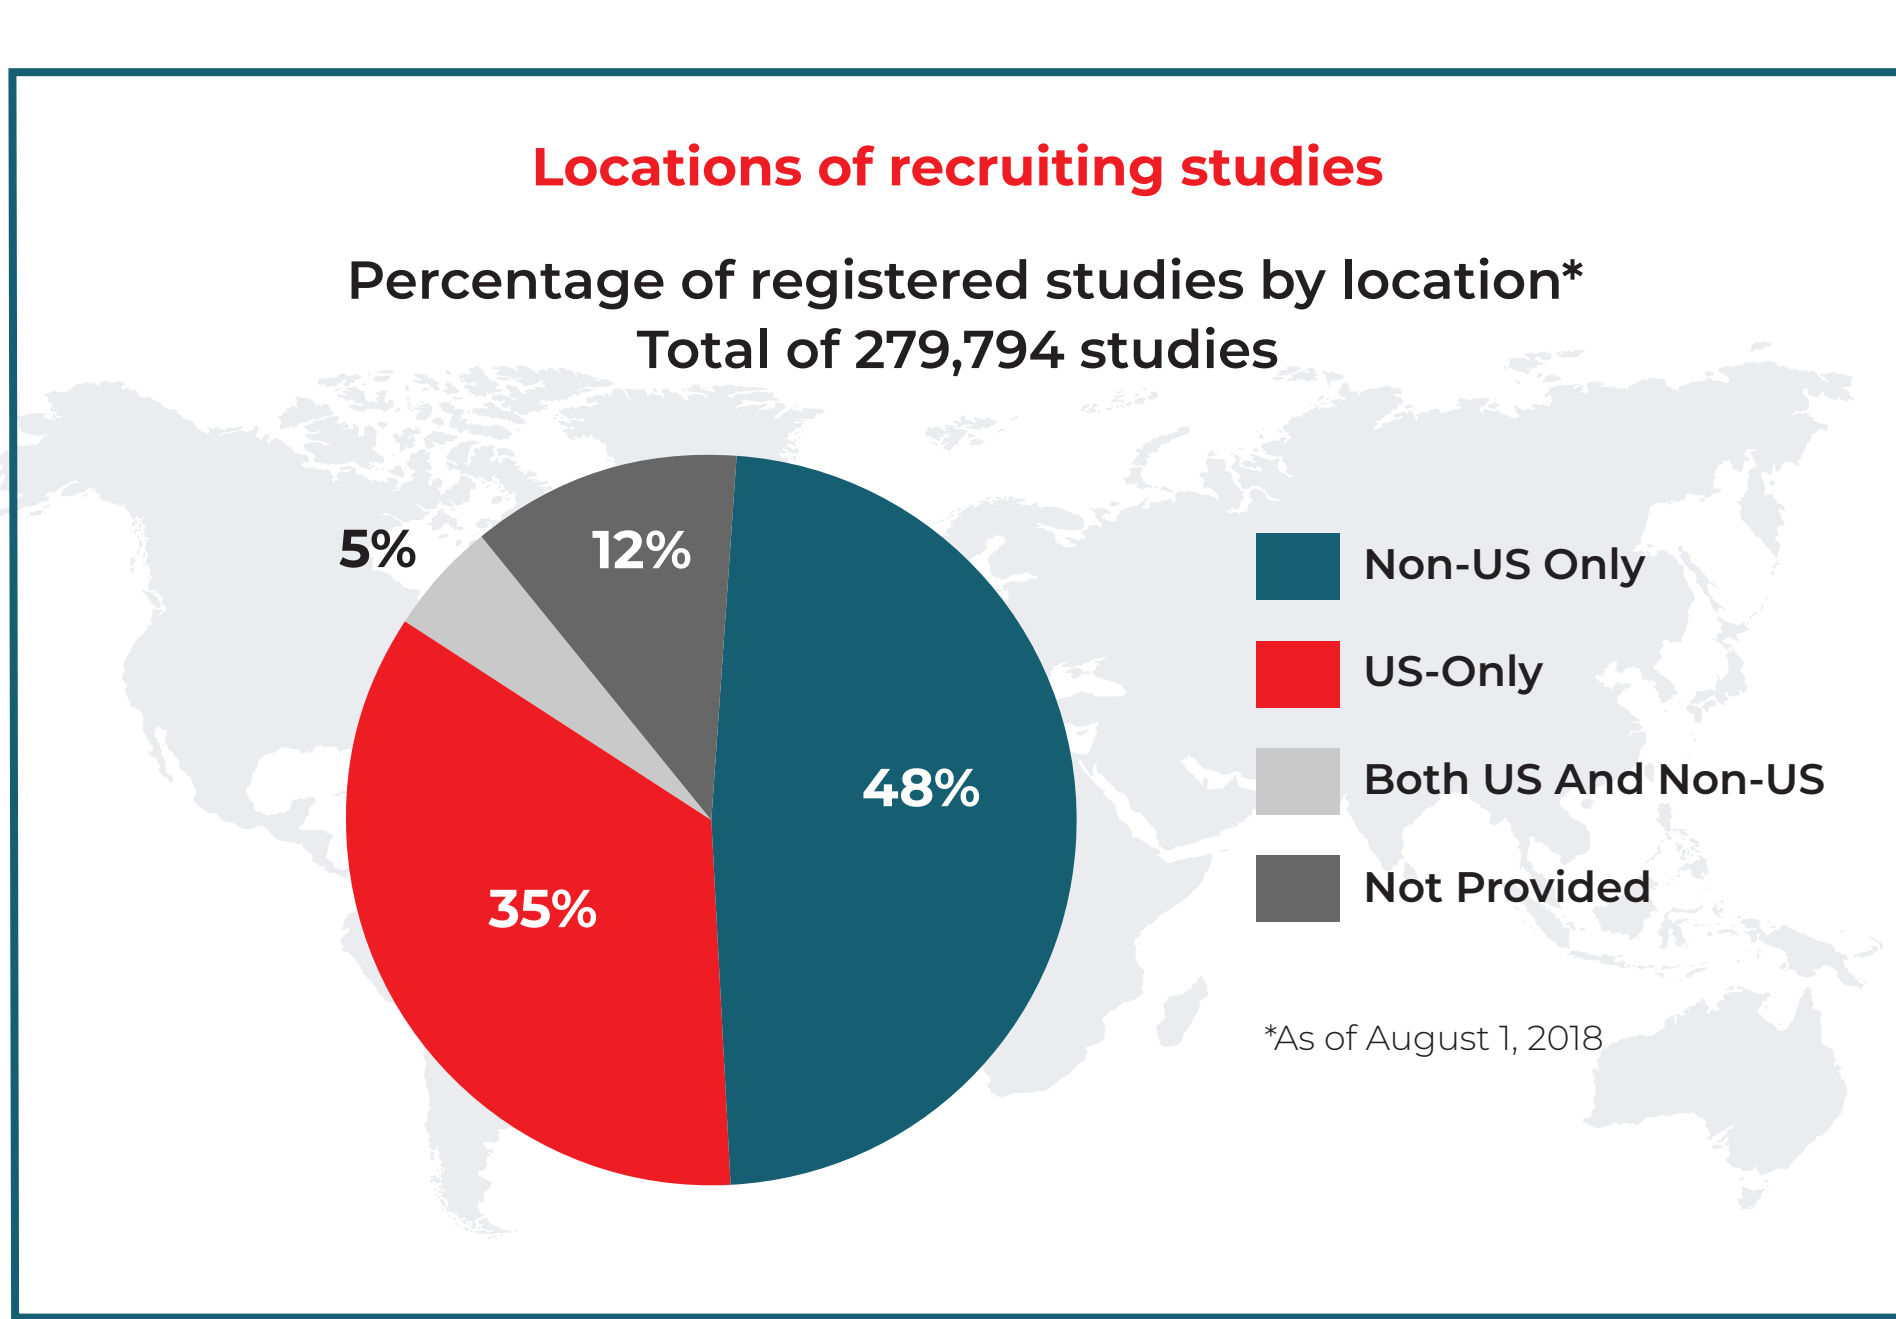 Locations of recruiting studies
Percentage of registered studies by location*
Total of 279,794 studies
5%
12%
48%
35%
Non-US Only
US-Only
Both US And Non-US
Not Provided
*As of August 1, 2018